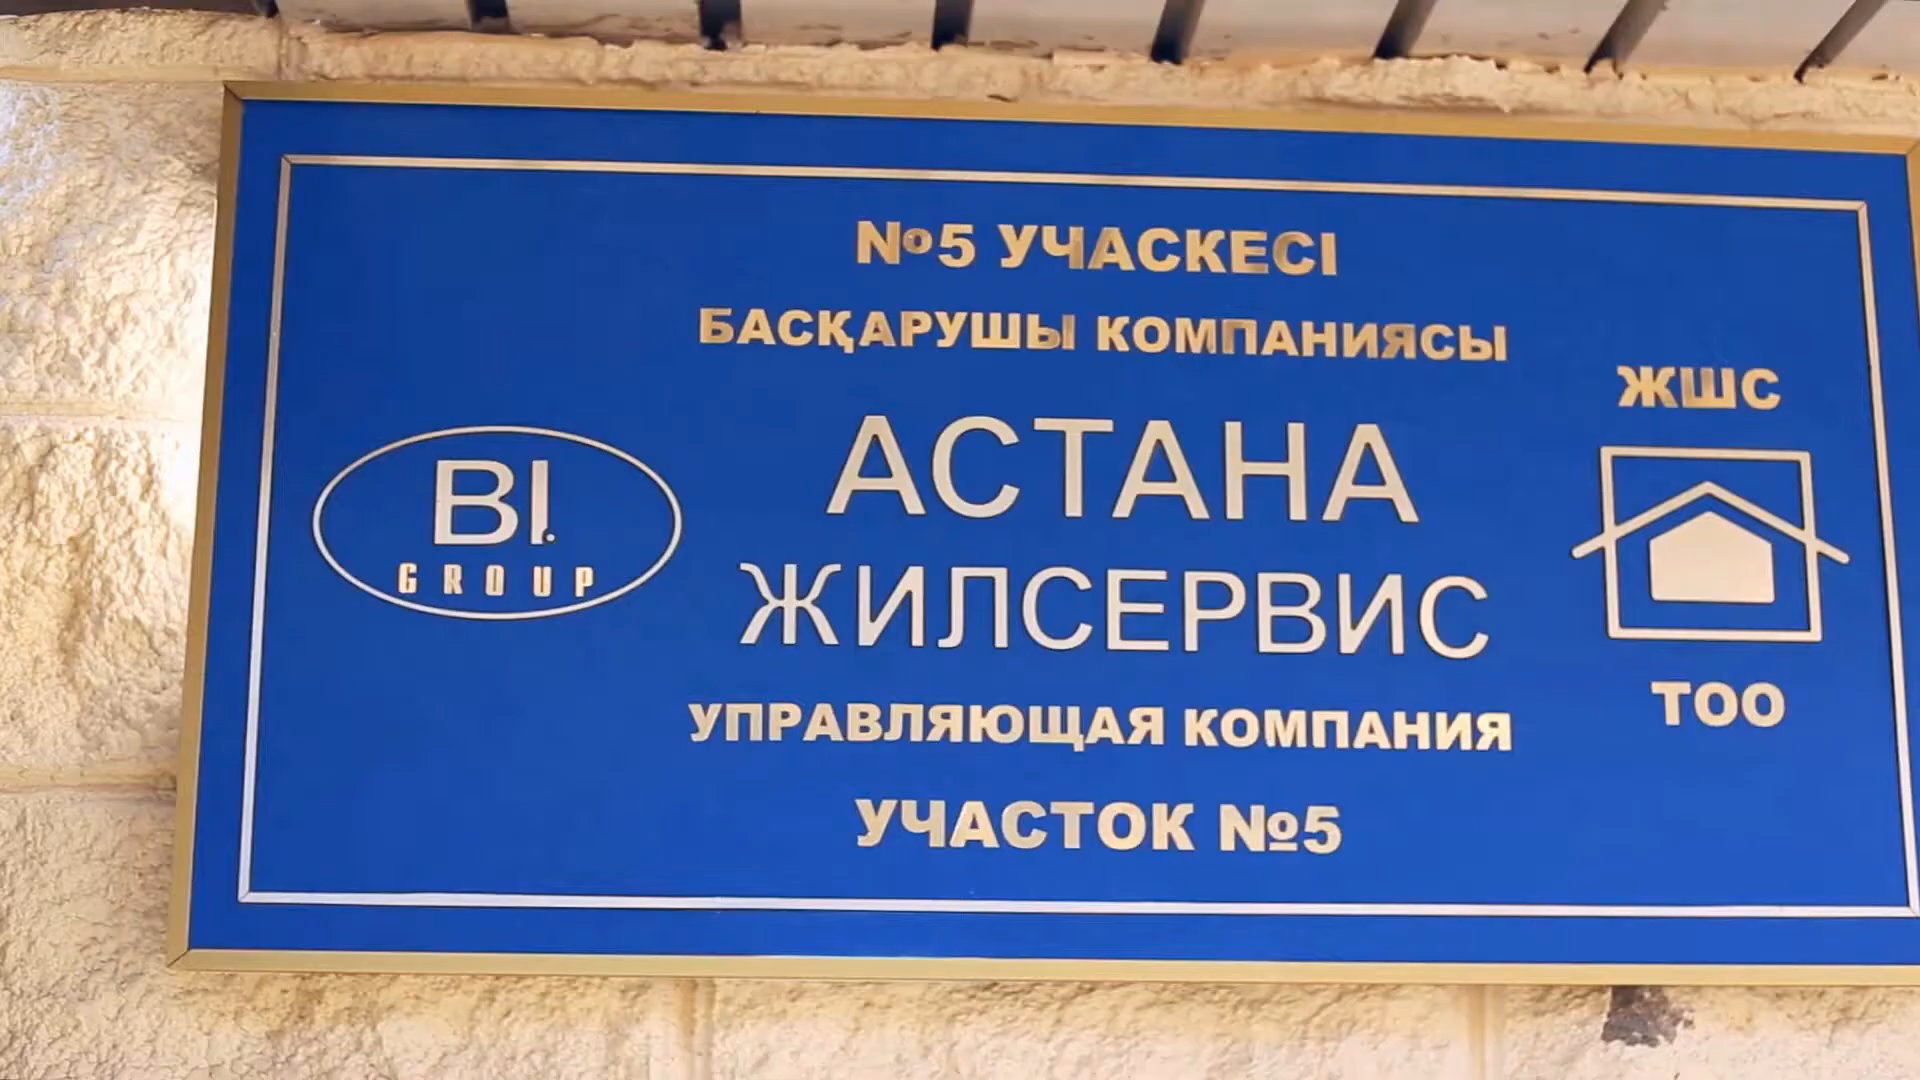 №5 УЧАСКЕСІ
БАСҚАРУШЫ КОМПАНИЯСЫ
ЖШС
BI.
GROUP
АСТАНА
ЖИЛСЕРВИС
ТОО
УПРАВЛЯЮЩАЯ КОМПАНИЯ
УЧАСТОК №5